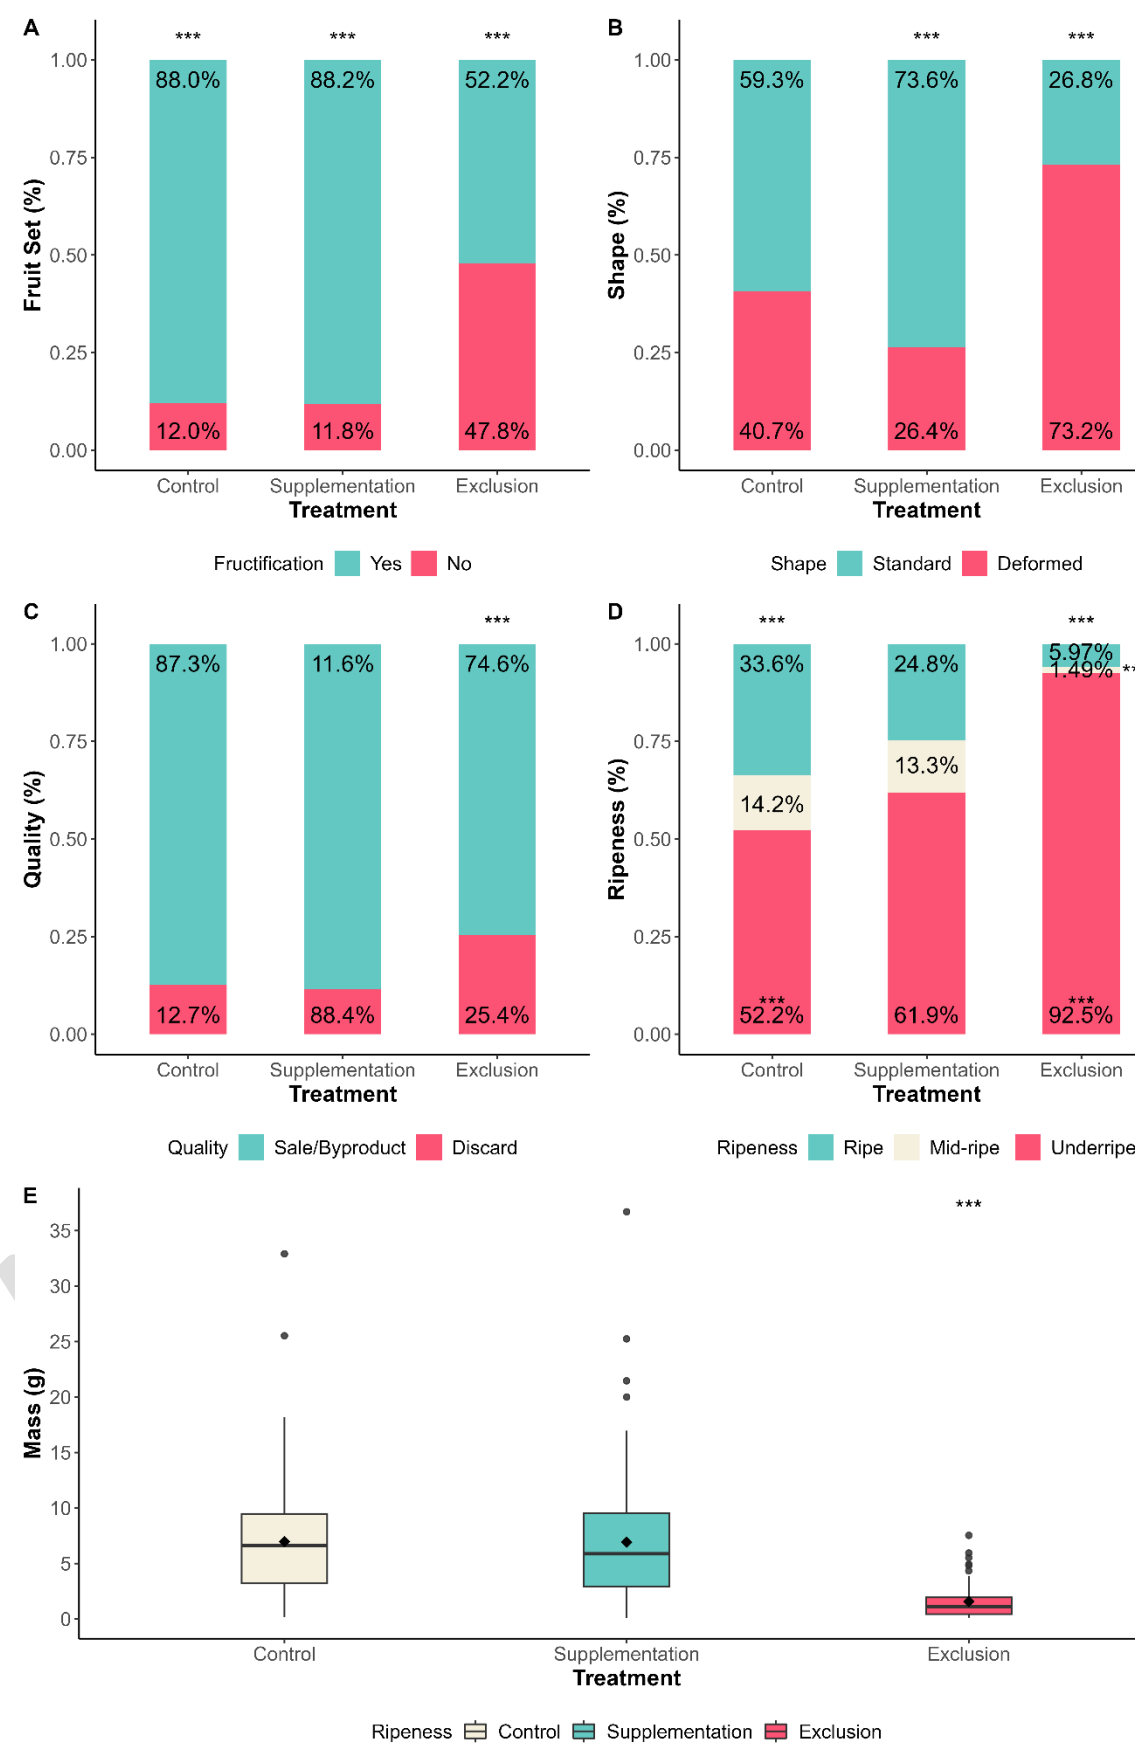 A
*** *** ***
1.00
88.0% 88.2% 52.2%
0.75
Fruit Set (%)
0.50
0.25
12.0% 11.8% 47.8%
0.00
Control Supplementation Exclusion
Treatment
Fructification Yes No
B
*** ***
1.00
59.3% 73.6% 26.8%
0.75
Shape (%)
0.50
0.25
40.7% 26.4% 73.2%
0.00
Control Supplementation Exclusion
Treatment
Shape Standard Deformed
C
***
1.00
87.3% 11.6% 74.6%
0.75
Quality (%)
0.50
0.25
12.7% 88.4% 25.4%
0.00
Control Supplementation Exclusion
Treatment
Quality Sale/Byproduct Discard
D
*** ***
1.00
33.6% 24.8% 5.97%
1.49% **
0.75
13.3%
14.2%
Ripeness (%)
0.50
0.25
*** ***
52.2% 61.9% 92.5%
0.00
Control Supplementation Exclusion
Treatment
Ripeness Ripe Mid-ripe Underripe
E
***
35
30
25
Mass (g)
20
15
10
5
0
Control Supplementation Exclusion
Treatment
Ripeness Control Supplementation Exclusion